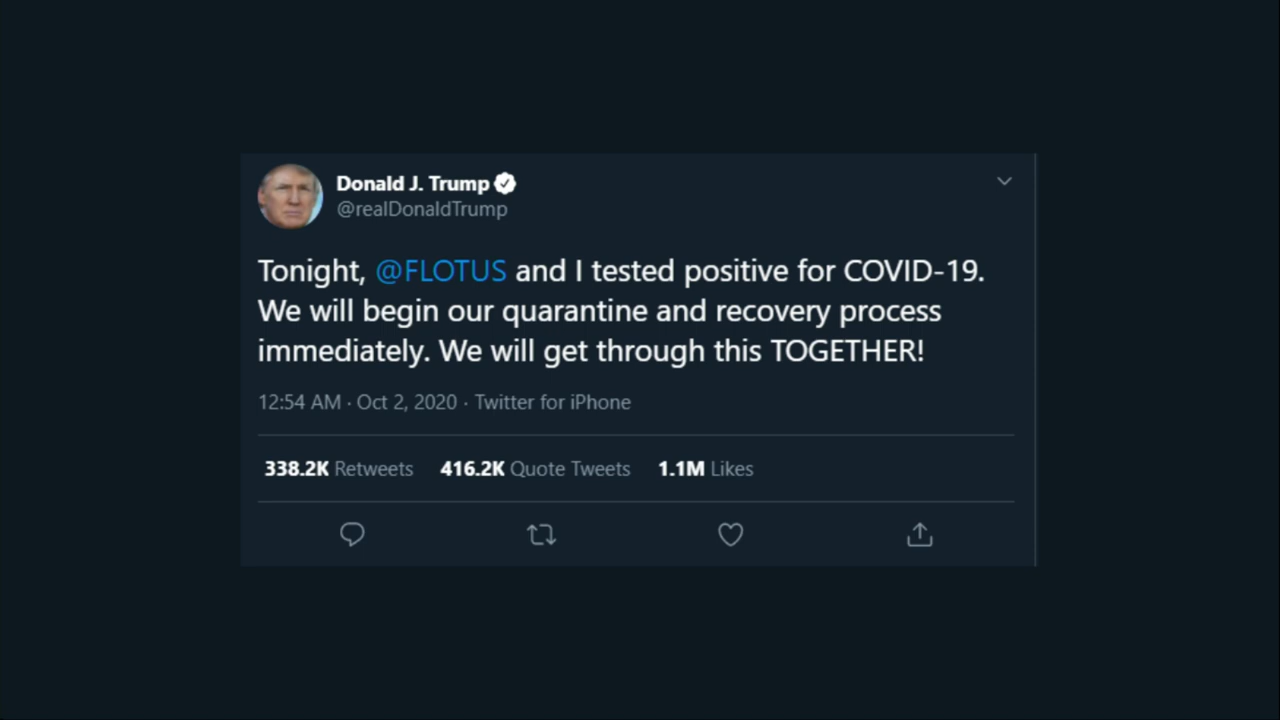 Donald J. Trump
@realDonaldTrump
Tonight, @FLOTUS and I tested positive for COVID-19.
We will begin our quarantine and recovery process
immediately. We will get through this TOGETHER!
12:54 AM · Oct 2, 2020 · Twitter for iPhone
338.2K Retweets 416.2K Quote Tweets 1.1M Likes